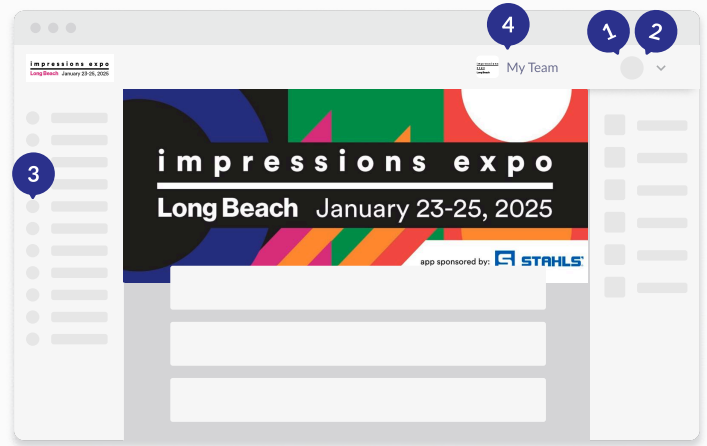 4
1
2
impressions expo
Long Beach January 23-25, 2025
My Team
3
impressions expo
Long Beach January 23-25, 2025
app sponsored by: STAHLS'